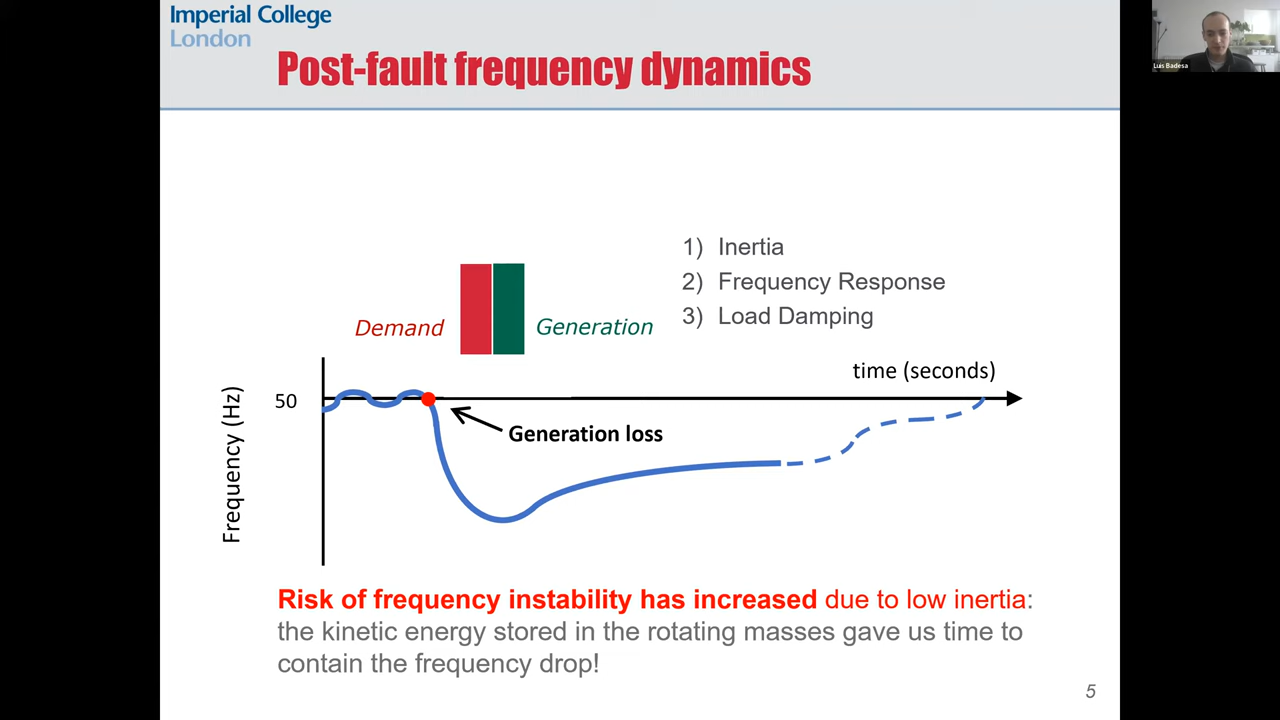 Imperial College
London
Post-fault frequency dynamics
Luis Badesa
1) Inertia
2) Frequency Response
3) Load Damping
Demand
Generation
time (seconds)
Frequency (Hz)
50
Generation loss
Risk of frequency instability has increased due to low inertia:
the kinetic energy stored in the rotating masses gave us time to
contain the frequency drop!
5